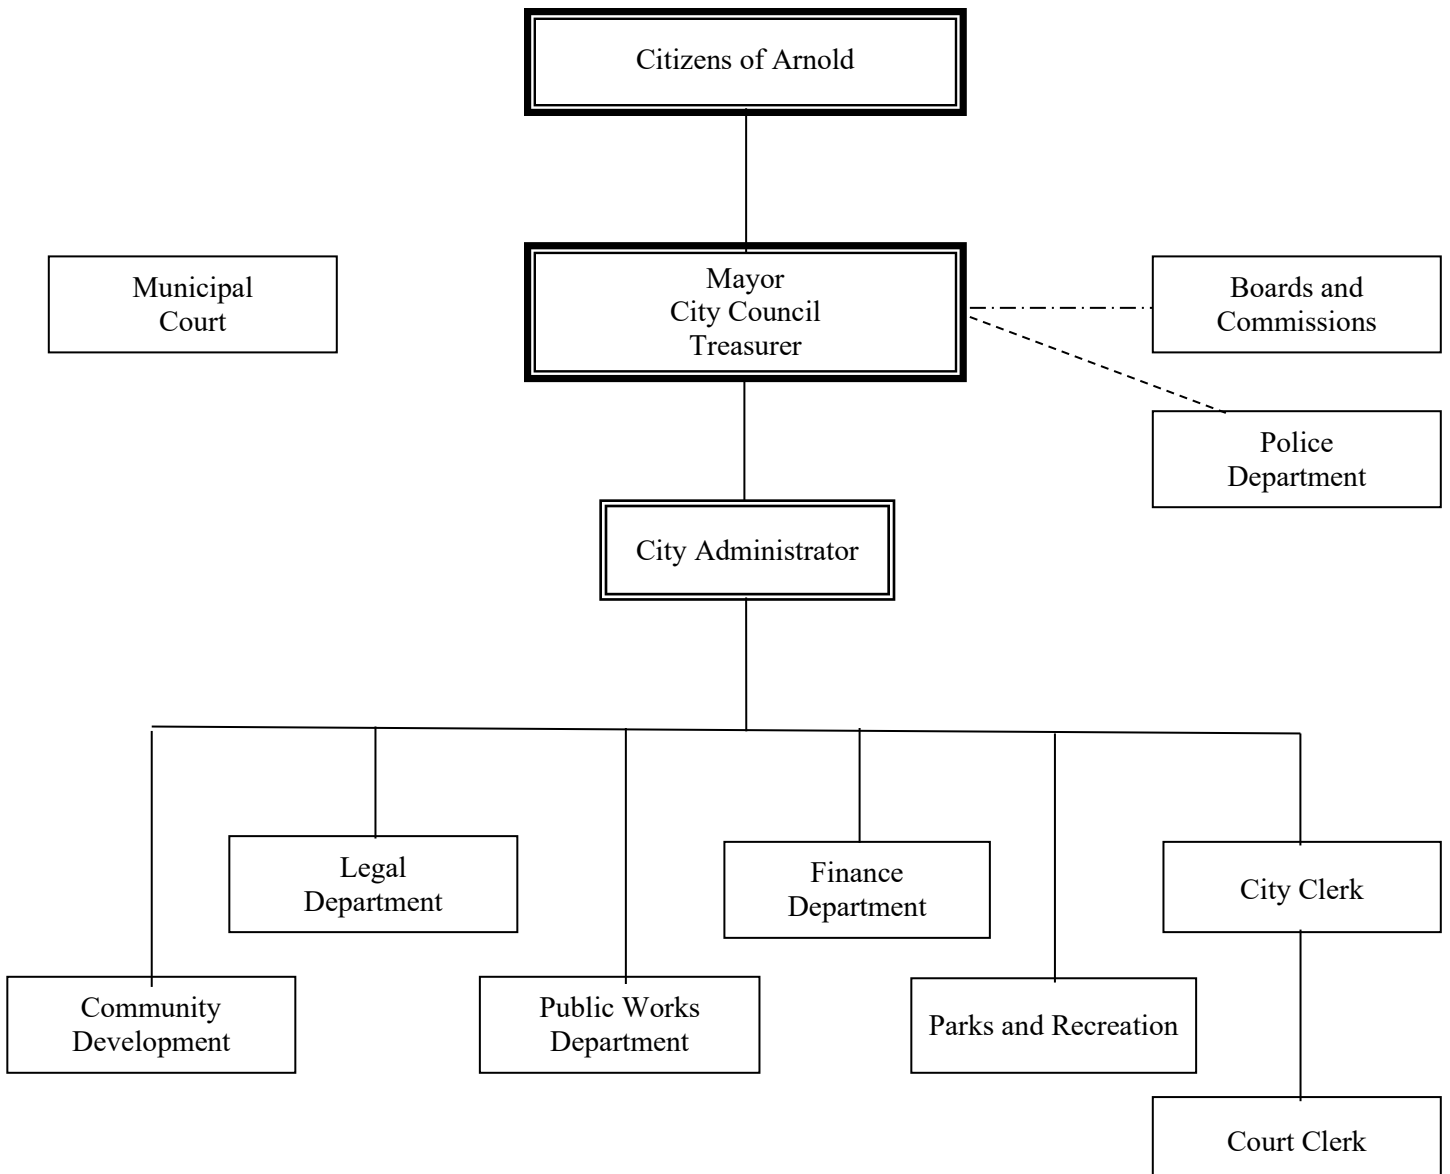 Citizens of Arnold
Municipal
Court
Mayor
City Council
Treasurer
Boards and
Commissions
Police
Department
City Administrator
Legal
Department
Finance
Department
City Clerk
Community
Development
Public Works
Department
Parks and Recreation
Court Clerk